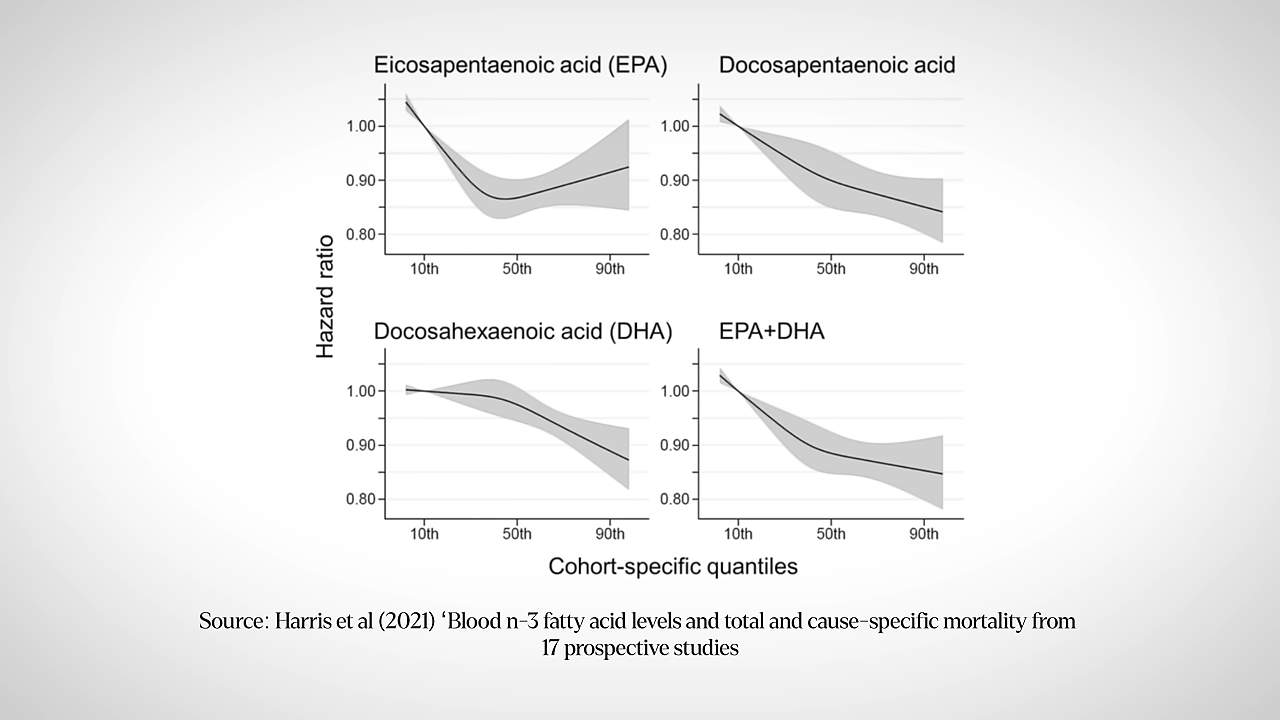 Eicosapentaenoic acid (EPA)
Docosapentaenoic acid
1.00
0.90
0.80
10th
50th
90th
1.00
0.90
0.80
10th
50th
90th
Hazard ratio
Docosahexaenoic acid (DHA)
EPA+DHA
1.00
0.90
0.80
10th
50th
90th
1.00
0.90
0.80
10th
50th
90th
Cohort-specific quantiles
Source: Harris et al (2021) ‘Blood n-3 fatty acid levels and total and cause-specific mortality from
17 prospective studies